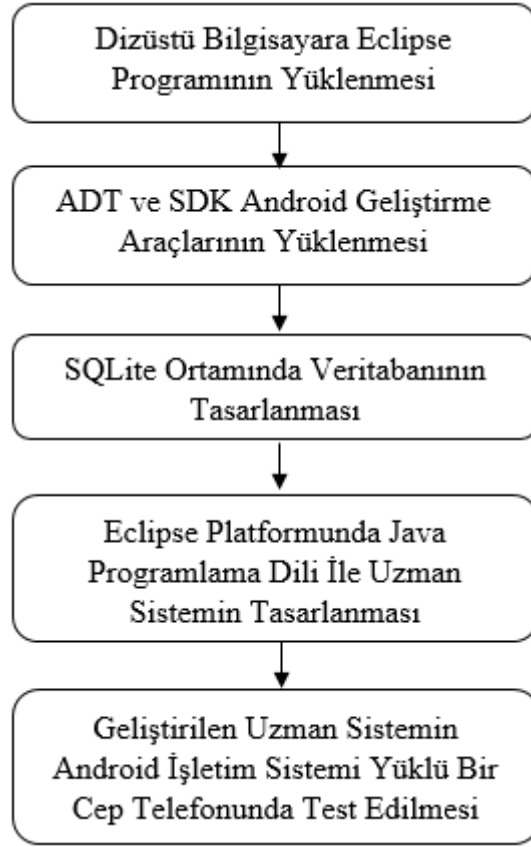 Dizüstü Bilgisayara Eclipse
Programının Yüklenmesi
ADT ve SDK Android Geliştirme
Araçlarının Yüklenmesi
SQLite Ortamında Veritabanının
Tasarlanması
Eclipse Platformunda Java
Programlama Dili İle Uzman
Sistemin Tasarlanması
Geliştirilen Uzman Sistemin
Android İşletim Sistemi Yüklü Bir
Cep Telefonunda Test Edilmesi